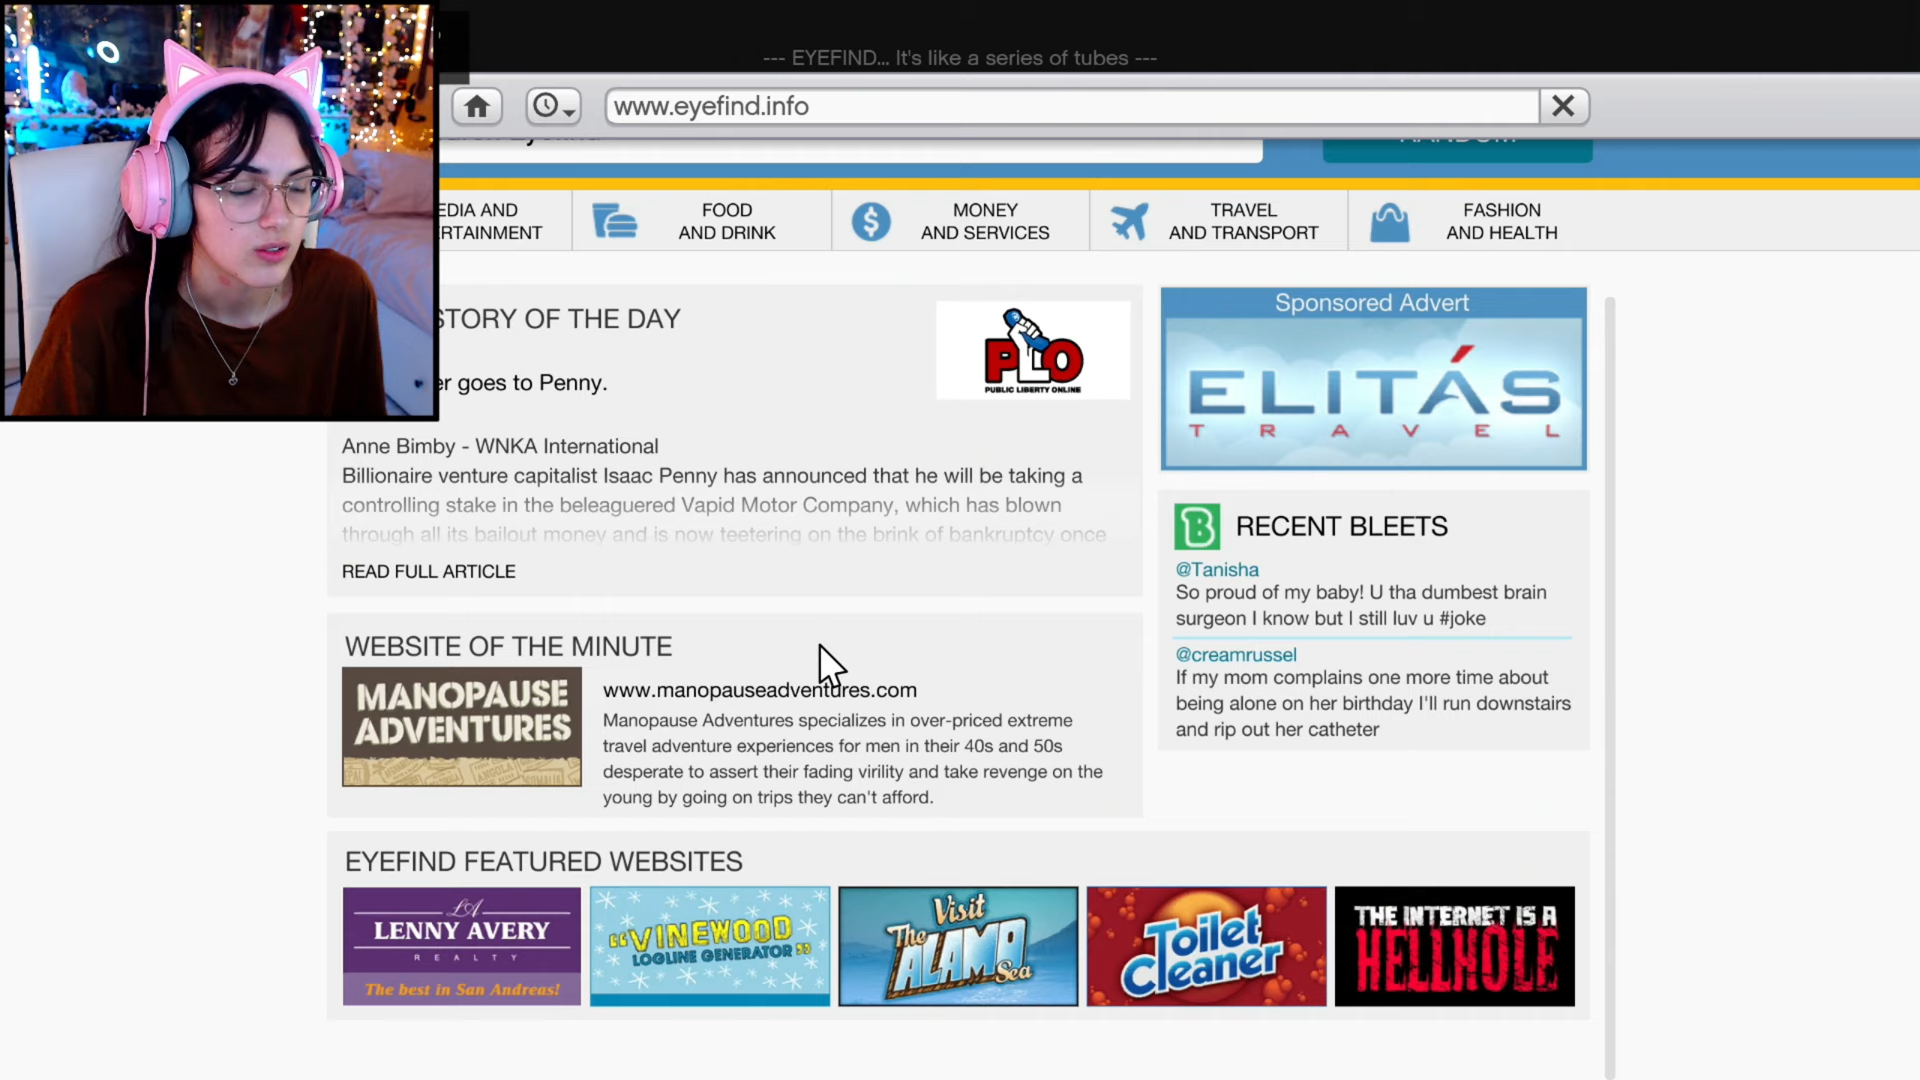 --- EYEFIND... It's like a series of tubes ---
www.eyefind.info
EDIA AND
RTAINMENT
FOOD
AND DRINK
MONEY
AND SERVICES
TRAVEL
AND TRANSPORT
FASHION
AND HEALTH
STORY OF THE DAY
er goes to Penny.
PLO
PUBLIC LIBERTY ONLINE
Anne Bimby - WNKA International
Billionaire venture capitalist Isaac Penny has announced that he will be taking a
controlling stake in the beleaguered Vapid Motor Company, which has blown
through all its bailout money and is now teetering on the brink of bankruptcy once
READ FULL ARTICLE
Sponsored Advert
ELITÁS
TRAVEL
B RECENT BLEETS
@Tanisha
So proud of my baby! U tha dumbest brain
surgeon I know but I still luv u #joke
@creamrussel
If my mom complains one more time about
being alone on her birthday I'll run downstairs
and rip out her catheter
WEBSITE OF THE MINUTE
MANOPAUSE
ADVENTURES
www.manopauseadventures.com
Manopause Adventures specializes in over-priced extreme
travel adventure experiences for men in their 40s and 50s
desperate to assert their fading virility and take revenge on the
young by going on trips they can't afford.
EYEFIND FEATURED WEBSITES
LA
LENNY AVERY
REALTY
The best in San Andreas!
"VINEWOOD
LOGLINE GENERATOR"
Visit
The
ALAMO
Sea
Toilet
Cleaner
THE INTERNET IS A
HELLHOLE